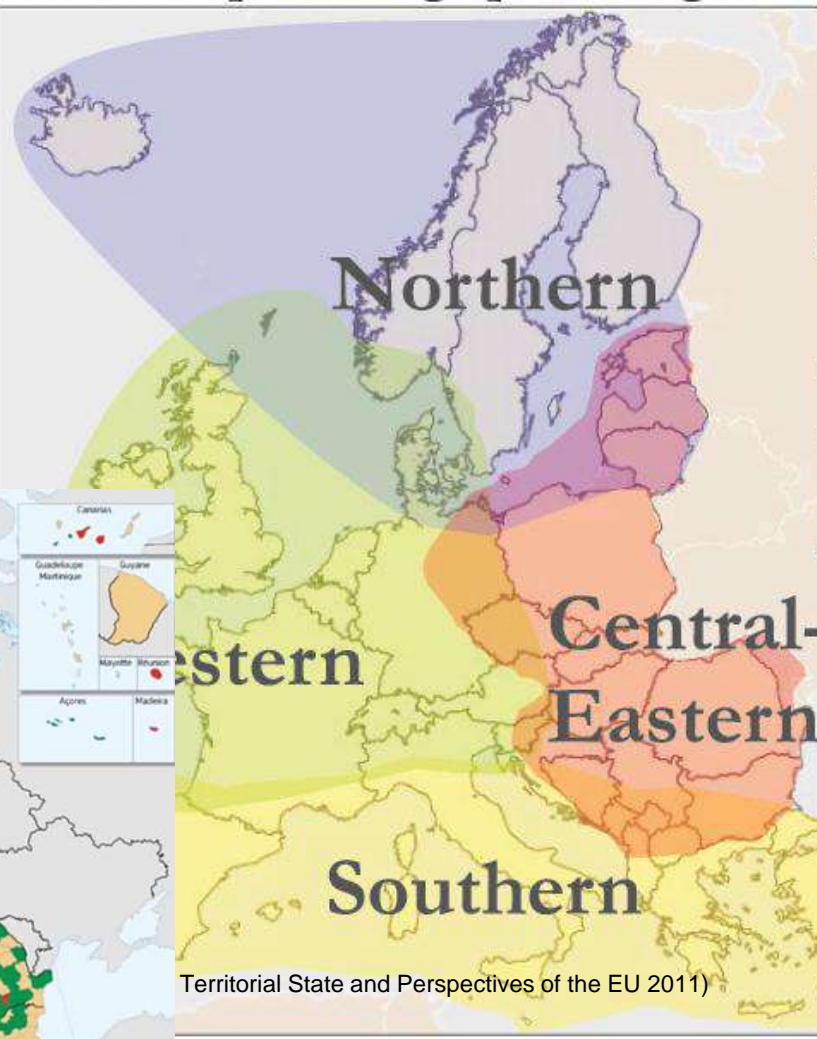 Northern
Canarias
Guadeloupe
Martinique
Guyane
Mayotte
Réunion
Açores
Madeira
estern
Central-
Eastern
Southern
Territorial State and Perspectives of the EU 2011)